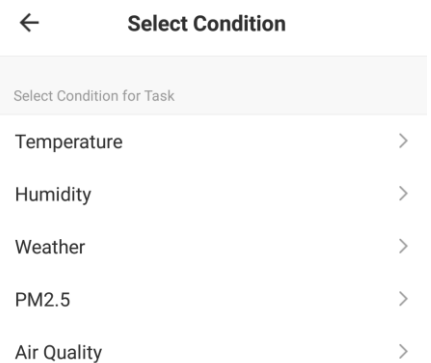 Select Condition
Select Condition for Task
Temperature
Humidity
Weather
PM2.5
Air Quality